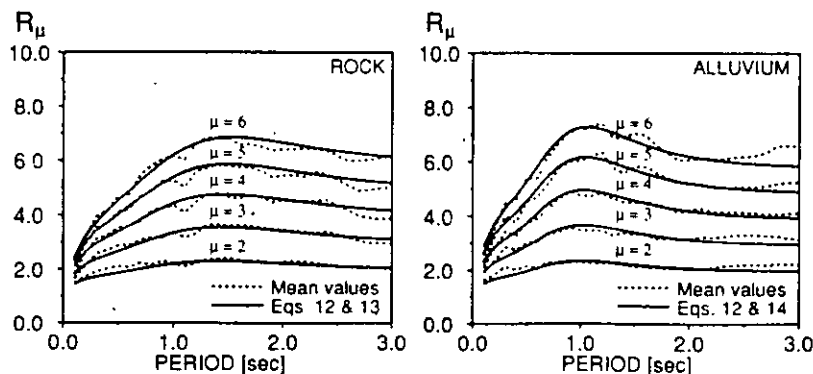 Rμ
10.0
8.0
6.0
4.0
2.0
0.0
ROCK
μ = 6
μ = 5
μ = 4
μ = 3
μ = 2
Mean values
Eqs 12 & 13
0.0 1.0 2.0 3.0
PERIOD [sec]
Rμ
10.0
8.0
6.0
4.0
2.0
0.0
ALLUVIUM
μ = 6
μ = 5
μ = 4
μ = 3
μ = 2
Mean values
Eqs. 12 & 14
0.0 1.0 2.0 3.0
PERIOD [sec]